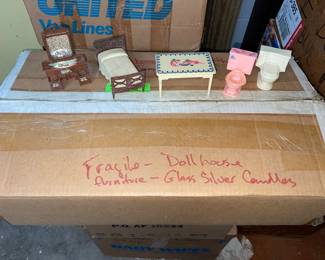 UNITED
Van Lines
Fragile - Dollhouse
furniture - Glass Silver Candles